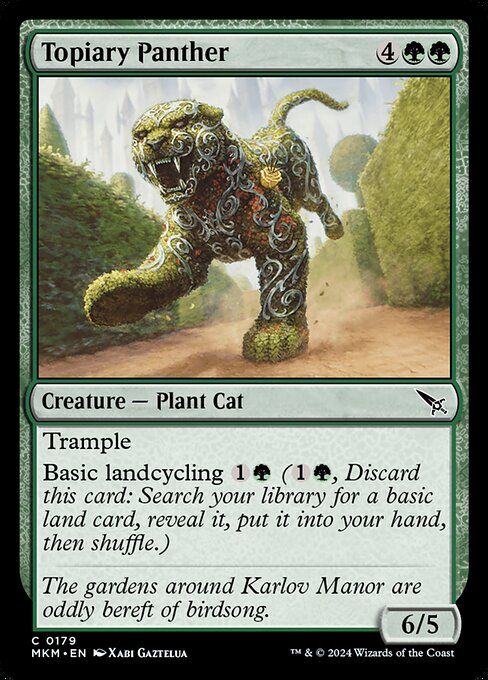 Topiary Panther 4
Creature — Plant Cat
Trample
Basic landcycling 1 (1, Discard
this card: Search your library for a basic
land card, reveal it, put it into your hand,
then shuffle.)
The gardens around Karlov Manor are
oddly bereft of birdsong.
6/5
C 0179
MKM • EN Xabi Gaztelua
™ & © 2024 Wizards of the Coast